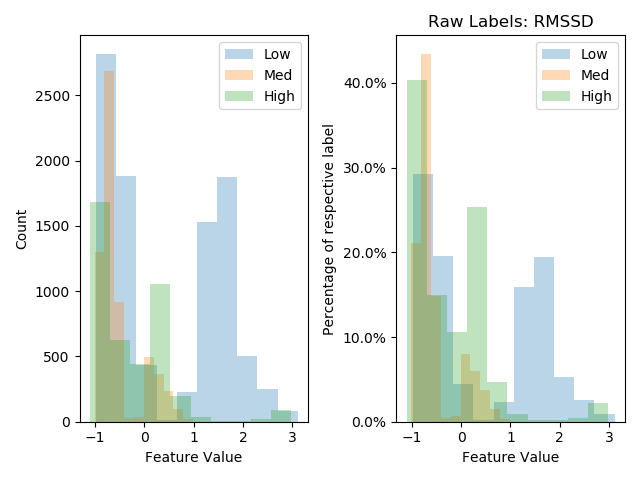 Raw Labels: RMSSD
Count
2500
2000
1500
1000
500
0
−1 0 1 2 3
Feature Value
Low
Med
High
Percentage of respective label
40.0%
30.0%
20.0%
10.0%
0.0%
−1 0 1 2 3
Feature Value
Low
Med
High